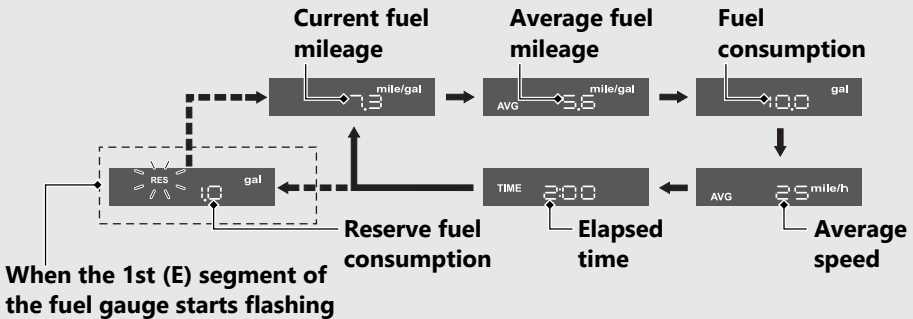 Current fuel
mileage
Average fuel
mileage
Fuel
consumption
7.3 mile/gal
AVG 5.6 mile/gal
10.0 gal
RES 1.0 gal
TIME 2:00
AVG 25 mile/h
Reserve fuel
consumption
Elapsed
time
Average
speed
When the 1st (E) segment of
the fuel gauge starts flashing